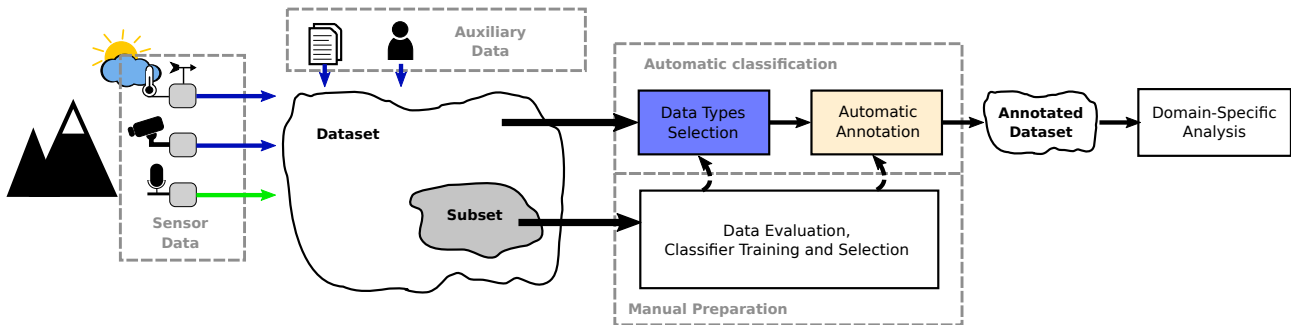 Auxiliary
Data
Sensor
Data
Dataset
Subset
Automatic classification
Data Types
Selection
Automatic
Annotation
Data Evaluation,
Classifier Training and Selection
Manual Preparation
Annotated
Dataset
Domain-Specific
Analysis